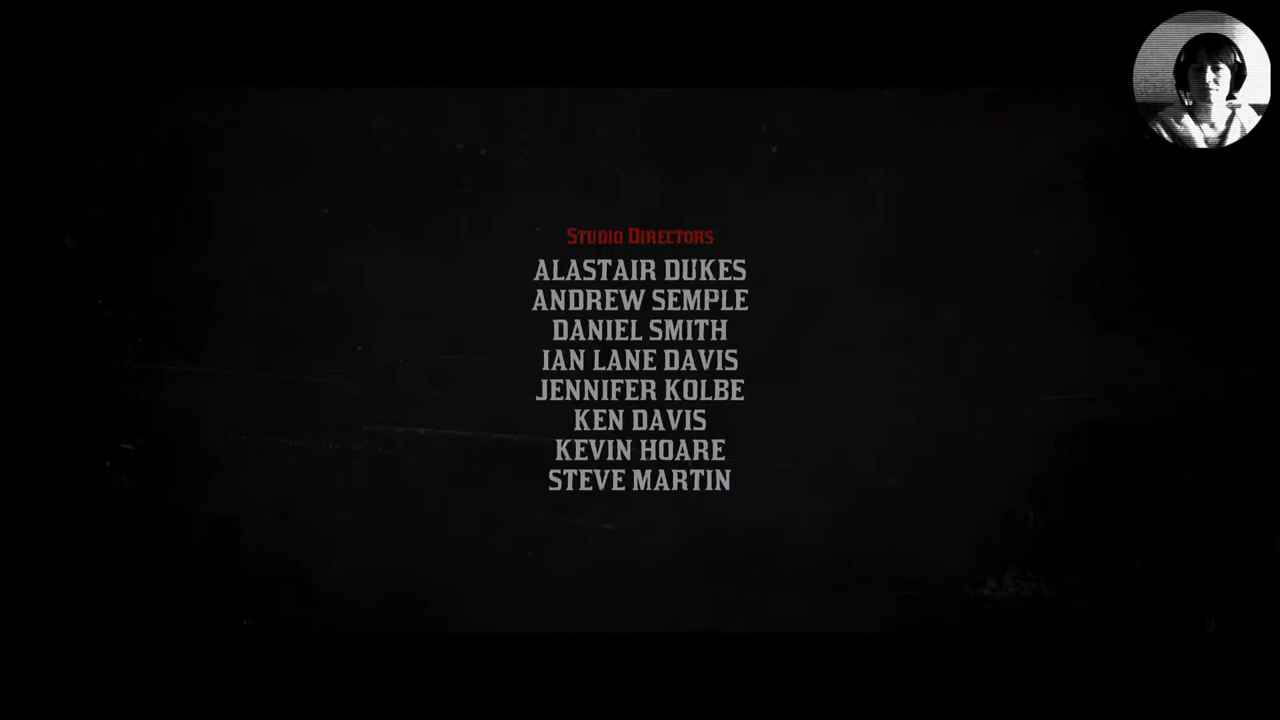 Studio Directors
ALASTAIR DUKES
ANDREW SEMPLE
DANIEL SMITH
IAN LANE DAVIS
JENNIFER KOLBE
KEN DAVIS
KEVIN HOARE
STEVE MARTIN